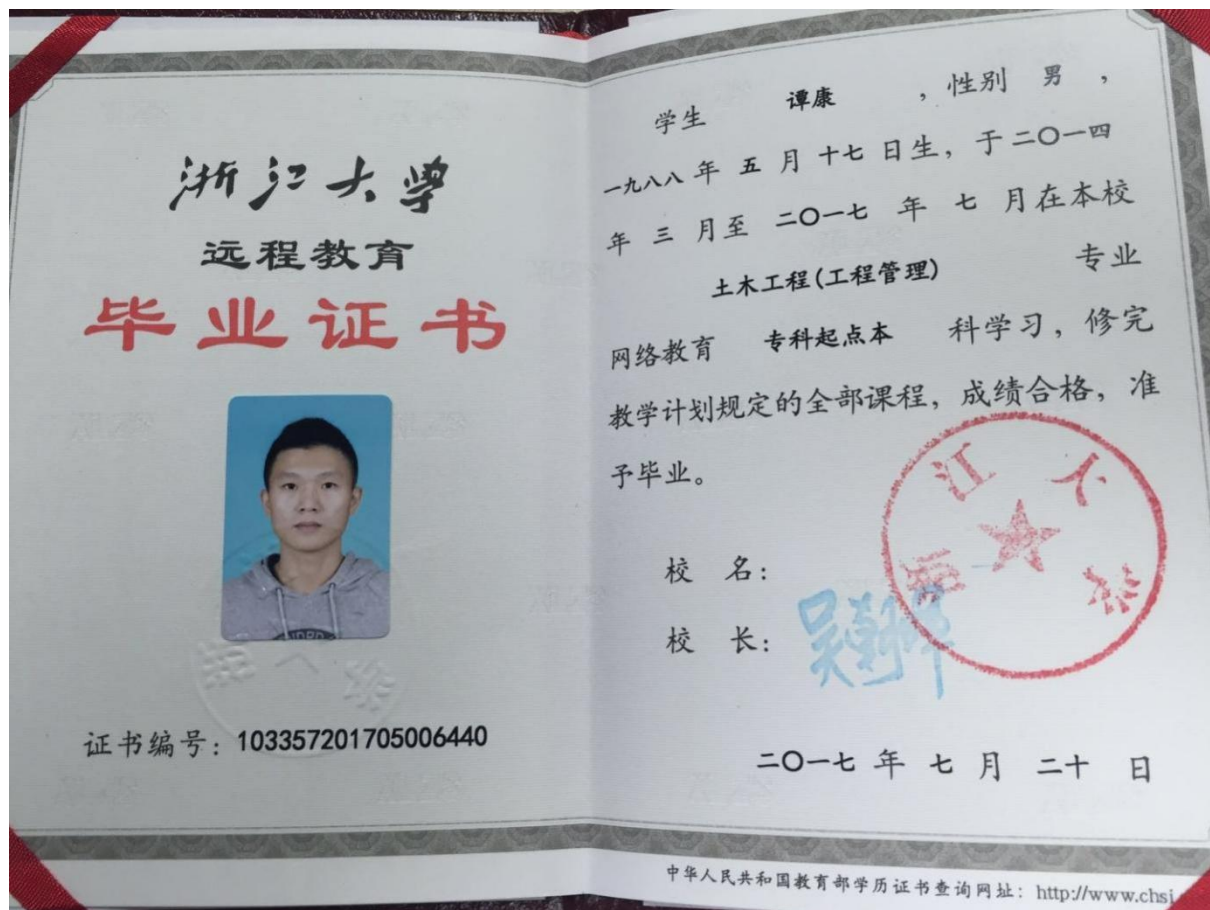 浙江大学
远程教育
毕业证书
证书编号：103357201705006440
学生 谭康 ，性别 男 ，
一九八八 年 五 月 十七 日生，于二〇一四
年 三 月至 二〇一七 年 七 月在本校
土木工程(工程管理) 专业
网络教育 专科起点本 科学习，修完
教学计划规定的全部课程，成绩合格，准
予毕业。
校 名：
浙江大学
校 长：
二〇一七 年 七 月 二十 日
中华人民共和国教育部学历证书查询网址：http://www.chsi